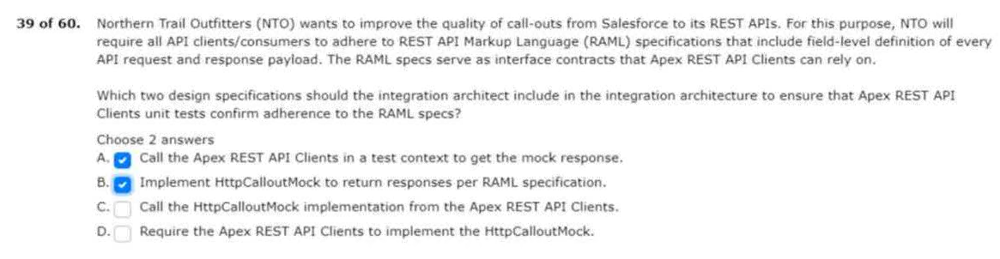 39 of 60. Northern Trail Outfitters (NTO) wants to improve the quality of call-outs from Salesforce to its REST APIs. For this purpose, NTO will
require all API clients/consumers to adhere to REST API Markup Language (RAML) specifications that include field-level definition of every
API request and response payload. The RAML specs serve as interface contracts that Apex REST API Clients can rely on.
Which two design specifications should the integration architect include in the integration architecture to ensure that Apex REST API
Clients unit tests confirm adherence to the RAML specs?
Choose 2 answers
A. Call the Apex REST API Clients in a test context to get the mock response.
B. Implement HttpCalloutMock to return responses per RAML specification.
C. Call the HttpCalloutMock implementation from the Apex REST API Clients.
D. Require the Apex REST API Clients to implement the HttpCalloutMock.